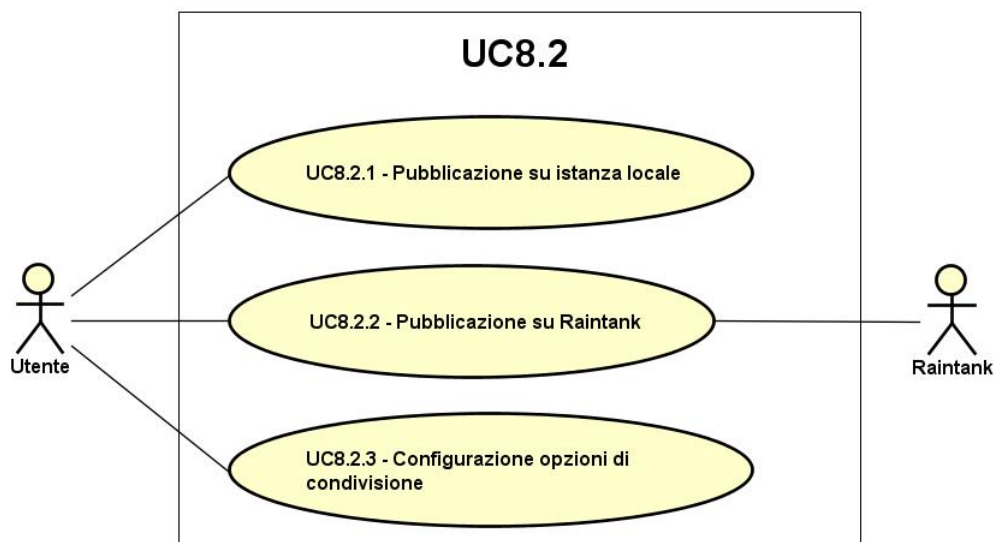 UC8.2
UC8.2.1 - Pubblicazione su istanza locale
UC8.2.2 - Pubblicazione su Raintank
Utente
Raintank
UC8.2.3 - Configurazione opzioni di
condivisione